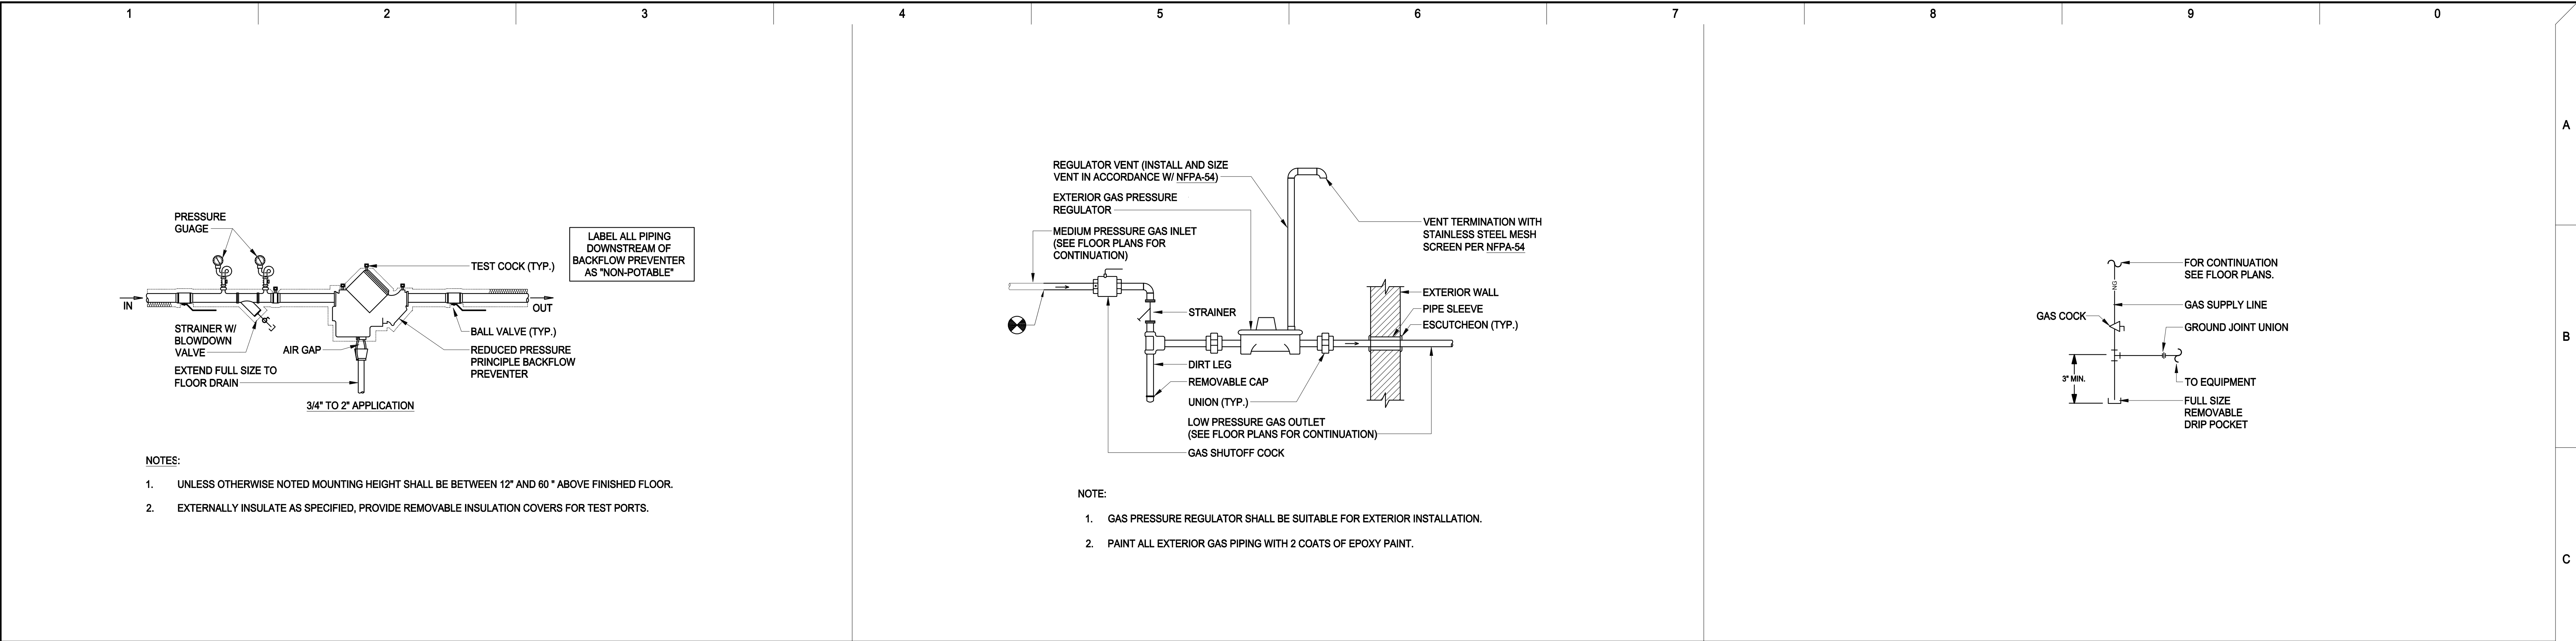 1 2 3 4 5 6 7 8 9 0
A
B
C
PRESSURE
GUAGE
IN
STRAINER W/
BLOWDOWN
VALVE
AIR GAP
EXTEND FULL SIZE TO
FLOOR DRAIN
LABEL ALL PIPING
DOWNSTREAM OF
BACKFLOW PREVENTER
AS "NON-POTABLE"
TEST COCK (TYP.)
OUT
BALL VALVE (TYP.)
REDUCED PRESSURE
PRINCIPLE BACKFLOW
PREVENTER
3/4" TO 2" APPLICATION
NOTES:
1. UNLESS OTHERWISE NOTED MOUNTING HEIGHT SHALL BE BETWEEN 12" AND 60 " ABOVE FINISHED FLOOR.
2. EXTERNALLY INSULATE AS SPECIFIED, PROVIDE REMOVABLE INSULATION COVERS FOR TEST PORTS.
REGULATOR VENT (INSTALL AND SIZE
VENT IN ACCORDANCE W/ NFPA-54)
EXTERIOR GAS PRESSURE
REGULATOR
MEDIUM PRESSURE GAS INLET
(SEE FLOOR PLANS FOR
CONTINUATION)
VENT TERMINATION WITH
STAINLESS STEEL MESH
SCREEN PER NFPA-54
EXTERIOR WALL
PIPE SLEEVE
ESCUTCHEON (TYP.)
STRAINER
DIRT LEG
REMOVABLE CAP
UNION (TYP.)
LOW PRESSURE GAS OUTLET
(SEE FLOOR PLANS FOR CONTINUATION)
GAS SHUTOFF COCK
NOTE:
1. GAS PRESSURE REGULATOR SHALL BE SUITABLE FOR EXTERIOR INSTALLATION.
2. PAINT ALL EXTERIOR GAS PIPING WITH 2 COATS OF EPOXY PAINT.
FOR CONTINUATION
SEE FLOOR PLANS.
NG
GAS SUPPLY LINE
GAS COCK
GROUND JOINT UNION
3" MIN.
TO EQUIPMENT
FULL SIZE
REMOVABLE
DRIP POCKET